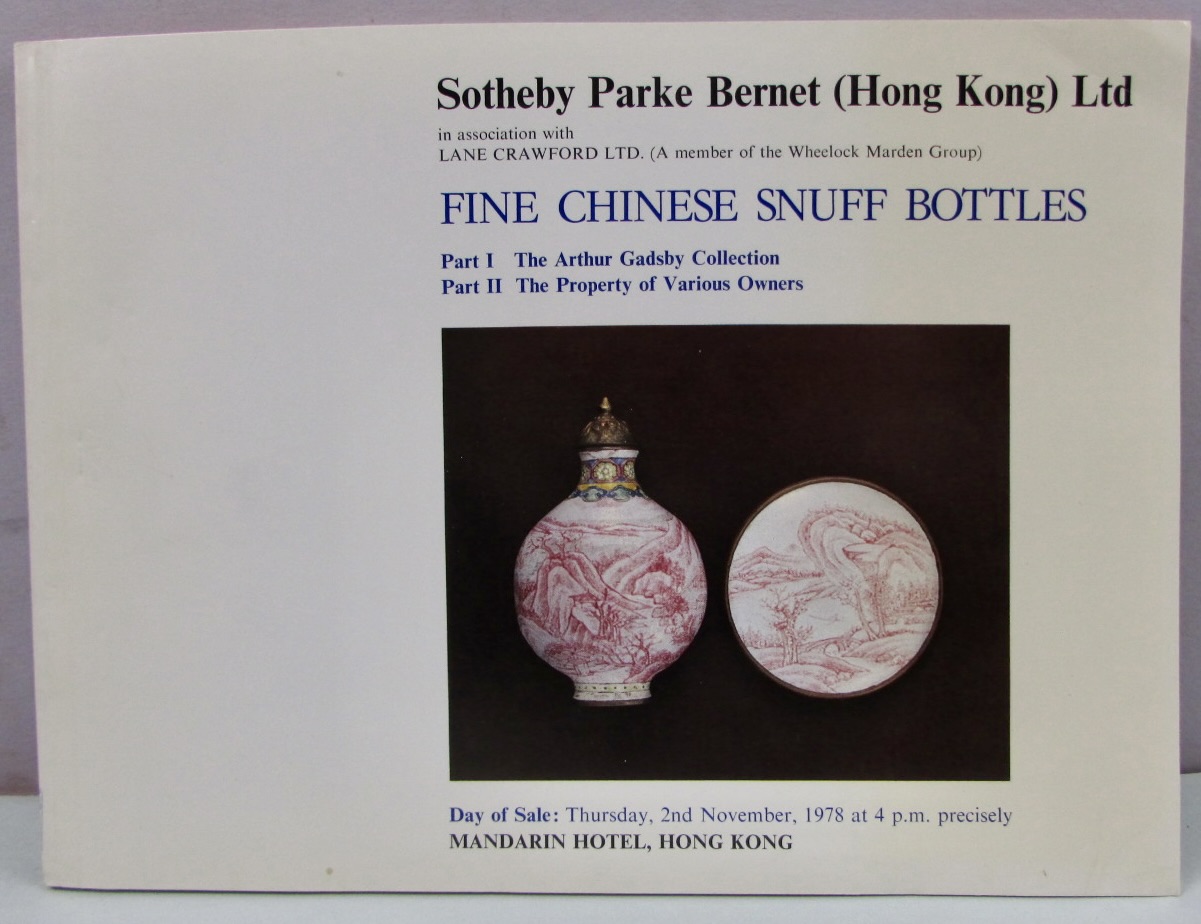 Sotheby Parke Bernet (Hong Kong) Ltd
in association with
LANE CRAWFORD LTD. (A member of the Wheelock Marden Group)
FINE CHINESE SNUFF BOTTLES
Part I The Arthur Gadsby Collection
Part II The Property of Various Owners
Day of Sale: Thursday, 2nd November, 1978 at 4 p.m. precisely
MANDARIN HOTEL, HONG KONG